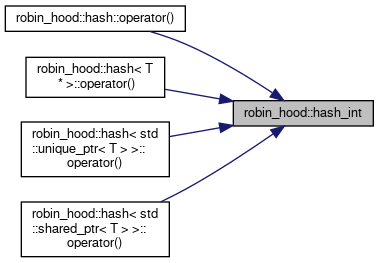 robin_hood::hash::operator()
robin_hood::hash< T
* >::operator()
robin_hood::hash_int
robin_hood::hash< std
::unique_ptr< T > >::
operator()
robin_hood::hash< std
::shared_ptr< T > >::
operator()